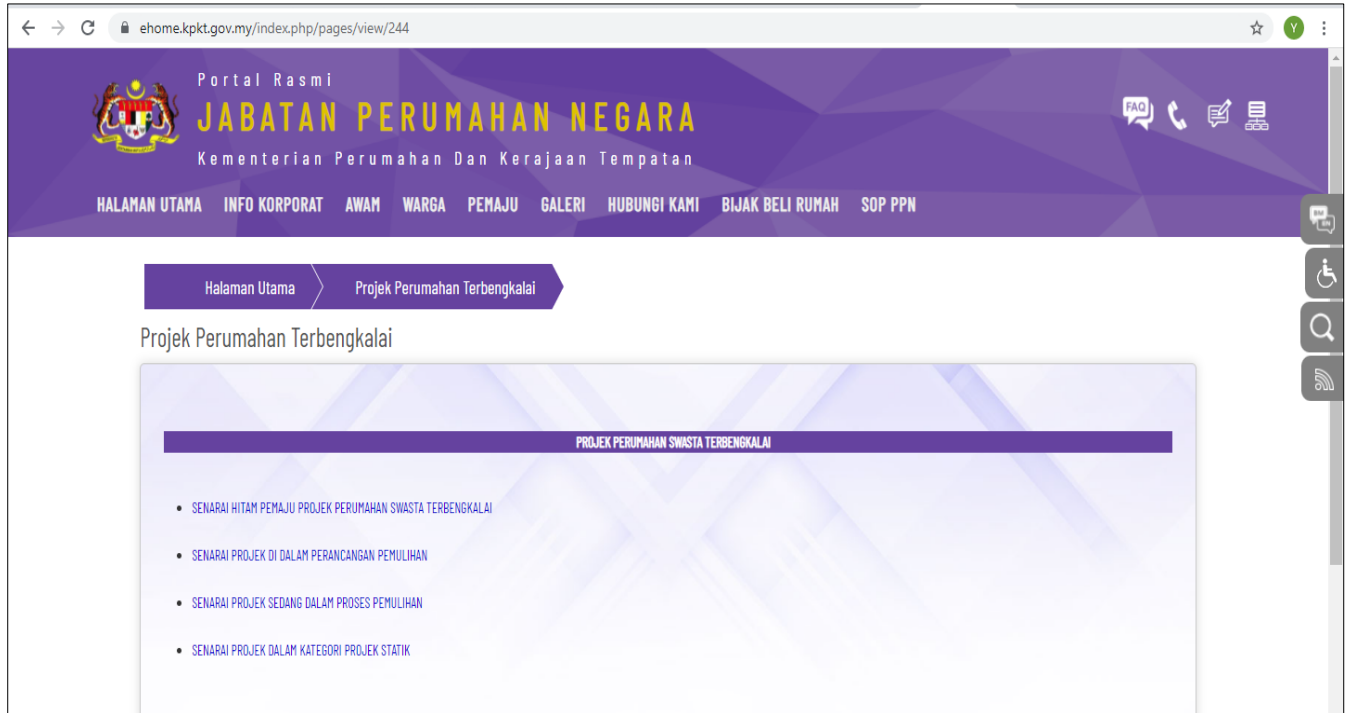 ehome.kpkt.gov.my/index.php/pages/view/244
Y
Portal Rasmi
JABATAN PERUMAHAN NEGARA
Kementerian Perumahan Dan Kerajaan Tempatan
FAQ
HALAMAN UTAMA INFO KORPORAT AWAM WARGA PEMAJU GALERI HUBUNGI KAMI BIJAK BELI RUMAH SOP PPN
BM
Halaman Utama Projek Perumahan Terbengkalai
Projek Perumahan Terbengkalai
PROJEK PERUMAHAN SWASTA TERBENGKALAI
SENARAI HITAM PEMAJU PROJEK PERUMAHAN SWASTA TERBENGKALAI
SENARAI PROJEK DI DALAM PERANCANGAN PEMULIHAN
SENARAI PROJEK SEDANG DALAM PROSES PEMULIHAN
SENARAI PROJEK DALAM KATEGORI PROJEK STATIK